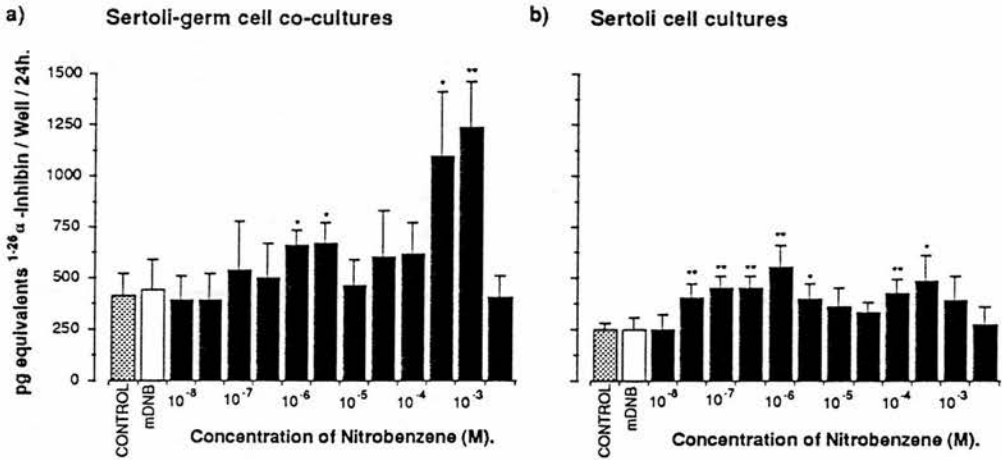 a) Sertoli-germ cell co-cultures
b) Sertoli cell cultures
pg equivalents 1-26 α -Inhibin / Well / 24h.
1500
1250
1000
750
500
250
0
* * * **
** ** ** ** * ** *
CONTROL
mDNB
10-8 10-7 10-6 10-5 10-4 10-3
Concentration of Nitrobenzene (M).
CONTROL
mDNB
10-8 10-7 10-6 10-5 10-4 10-3
Concentration of Nitrobenzene (M).